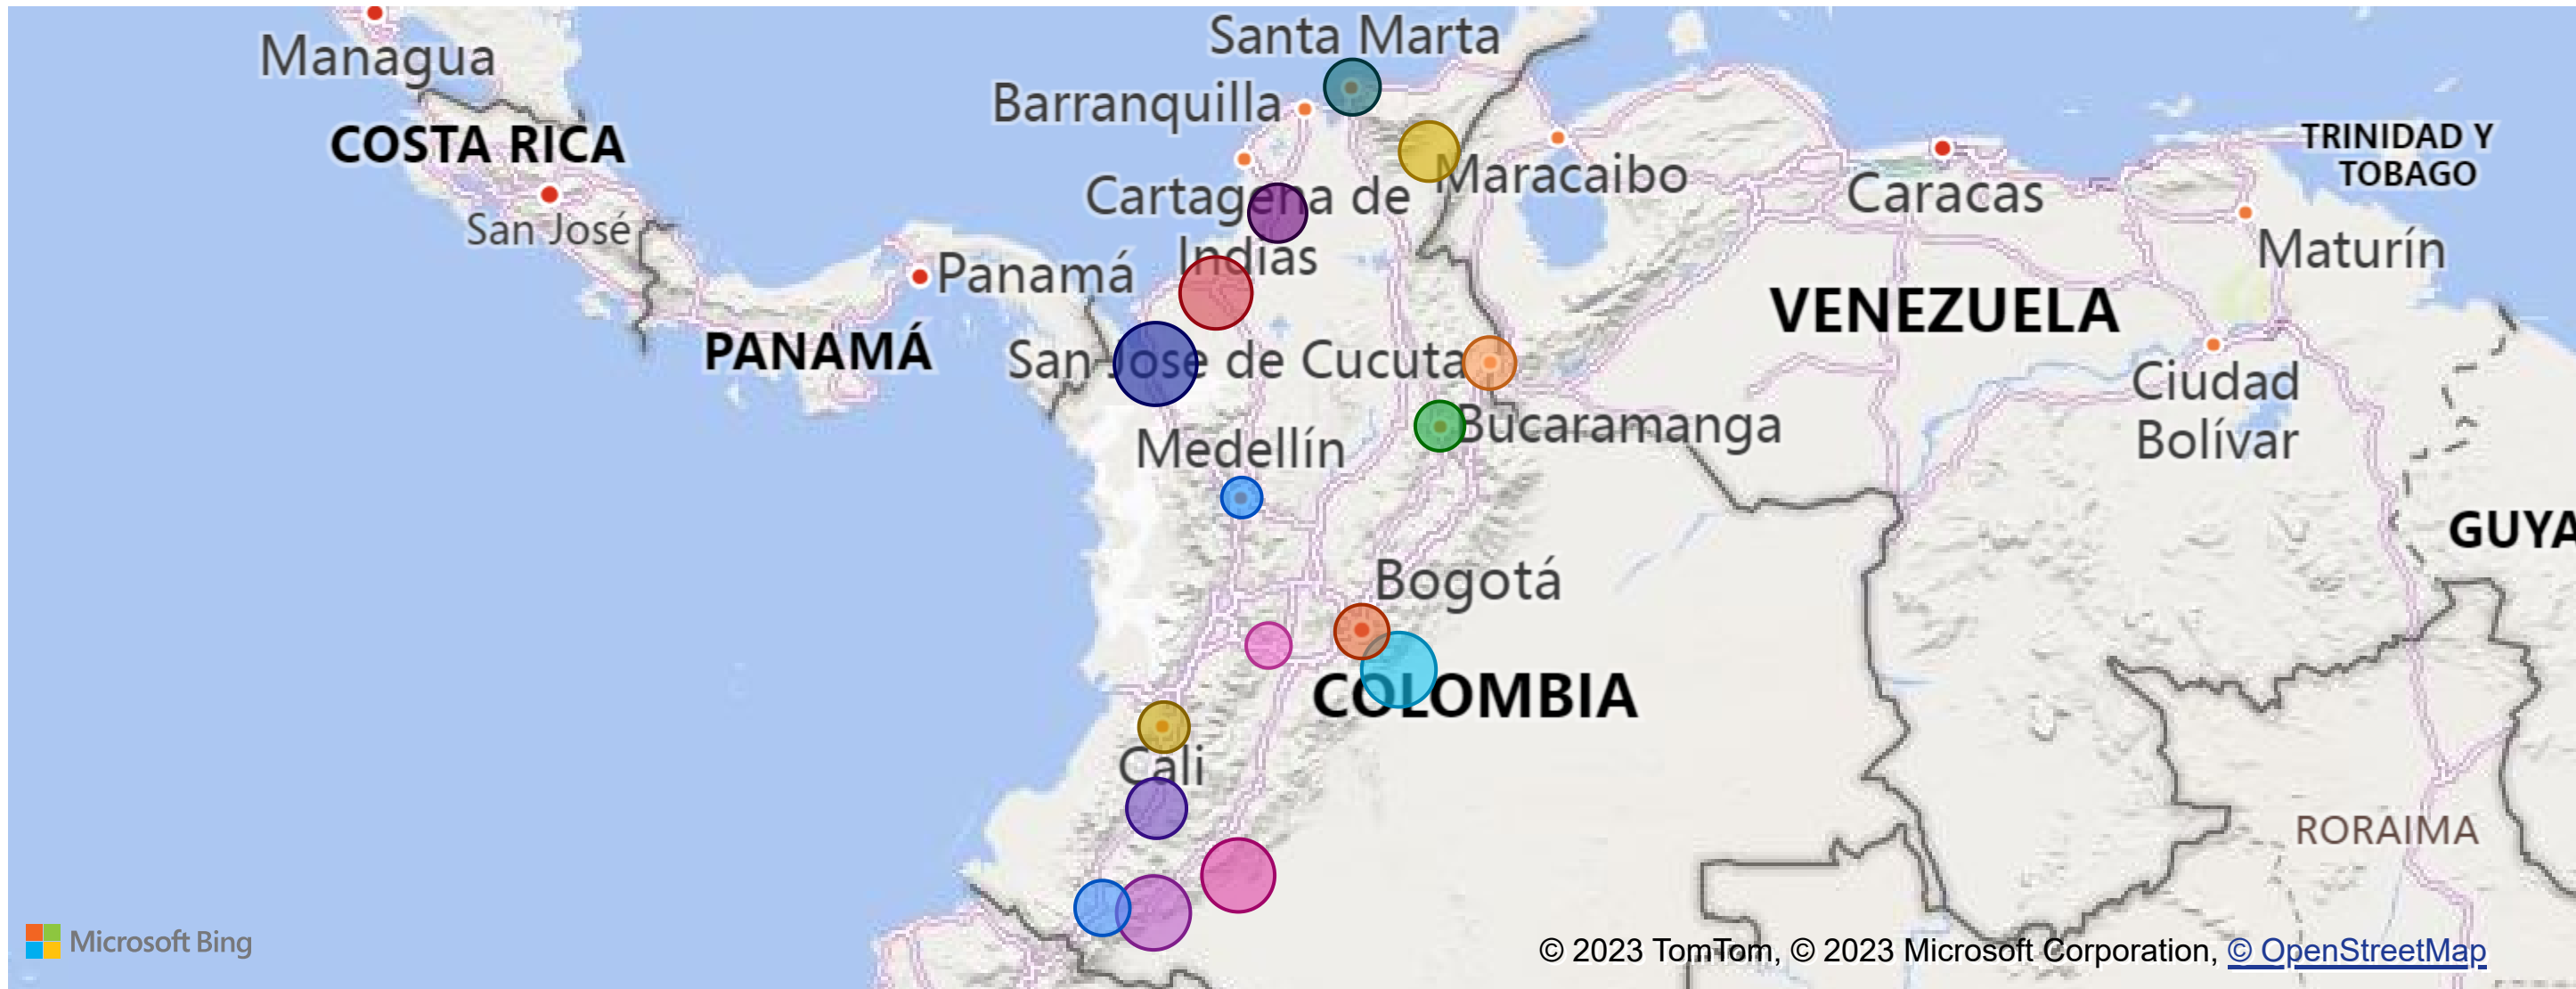 Santa Marta
Managua
Barranquilla
COSTA RICA
TRINIDAD Y
TOBAGO
Maracaibo
Caracas
Cartagena de
Indias
San José
Maturín
Panamá
VENEZUELA
PANAMÁ
San Jose de Cucuta
Ciudad
Bolívar
Bucaramanga
Medellín
GUYA
Bogotá
COLOMBIA
Cali
RORAIMA
Microsoft Bing
© 2023 TomTom, © 2023 Microsoft Corporation, © OpenStreetMap